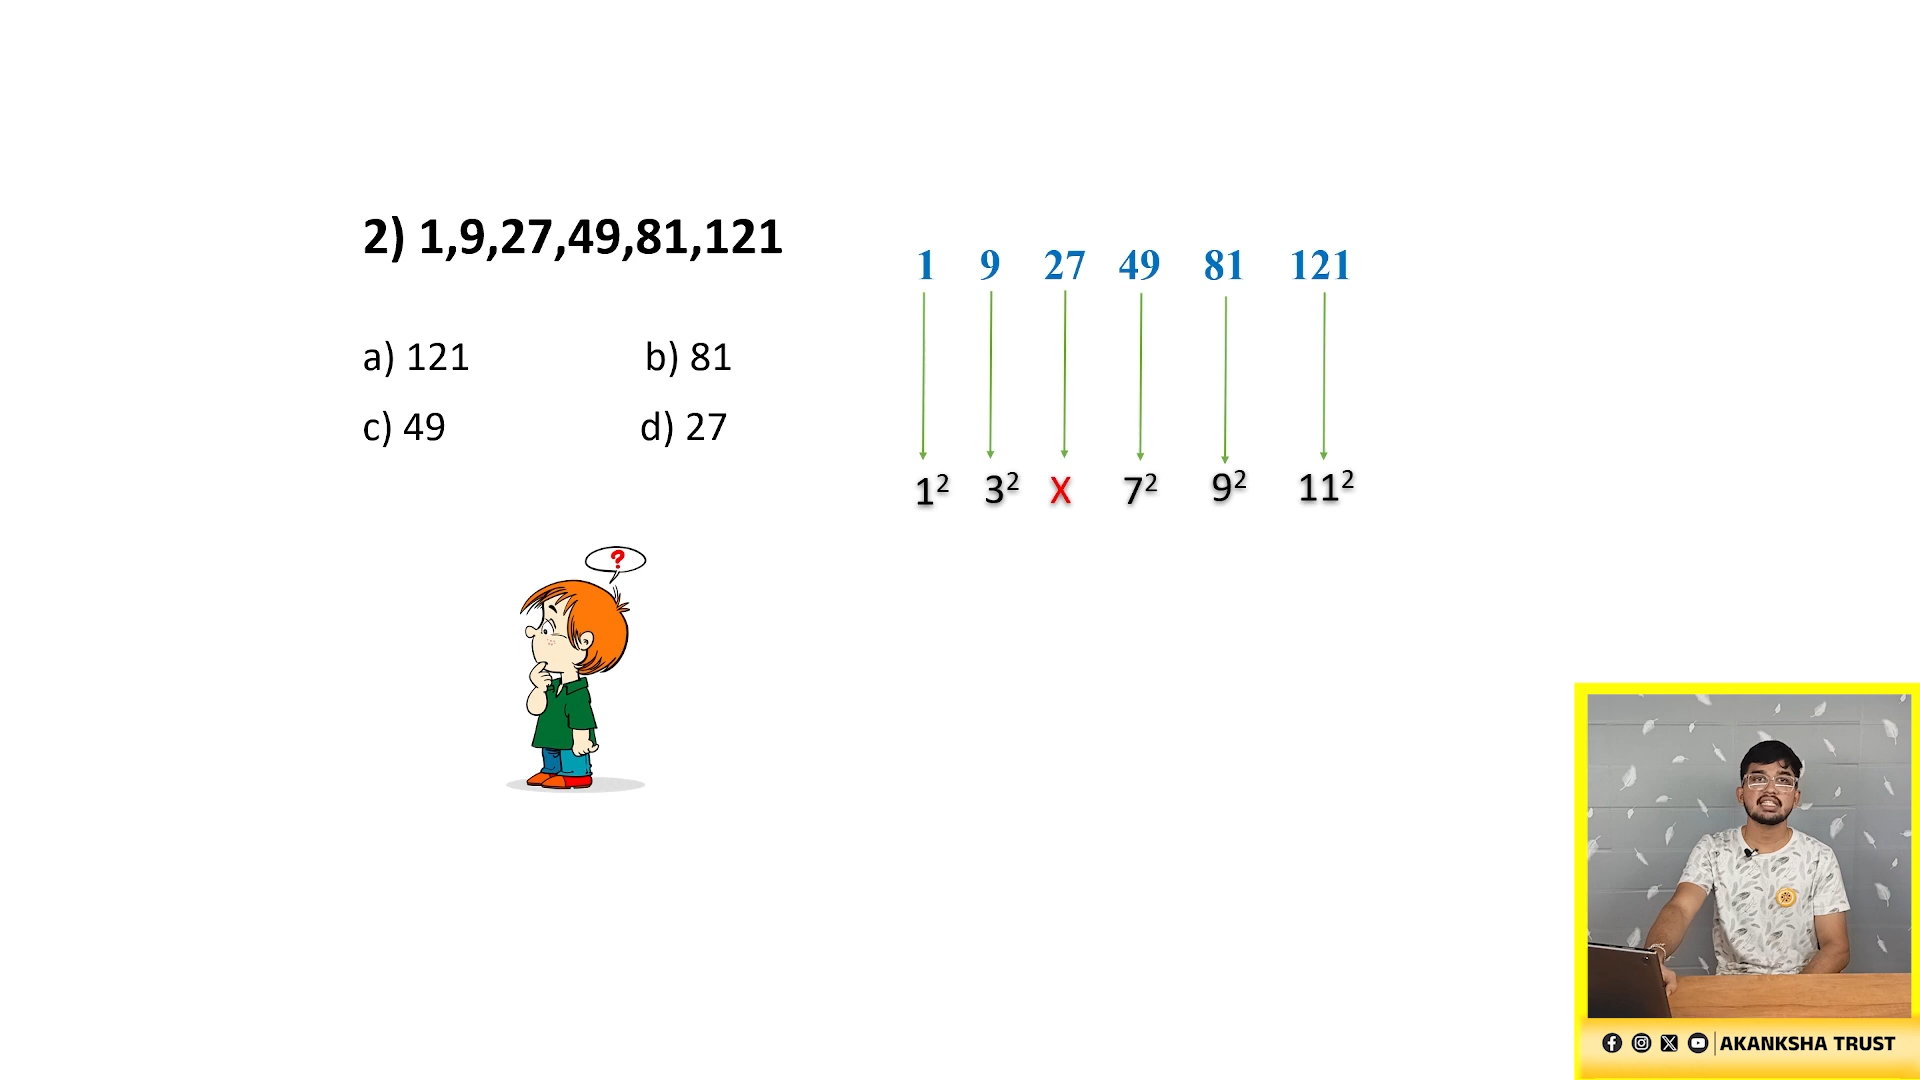 2) 1,9,27,49,81,121
a) 121 b) 81
c) 49 d) 27
1 9 27 49 81 121
1² 3² X 7² 9² 11²
?
AKANKSHA TRUST